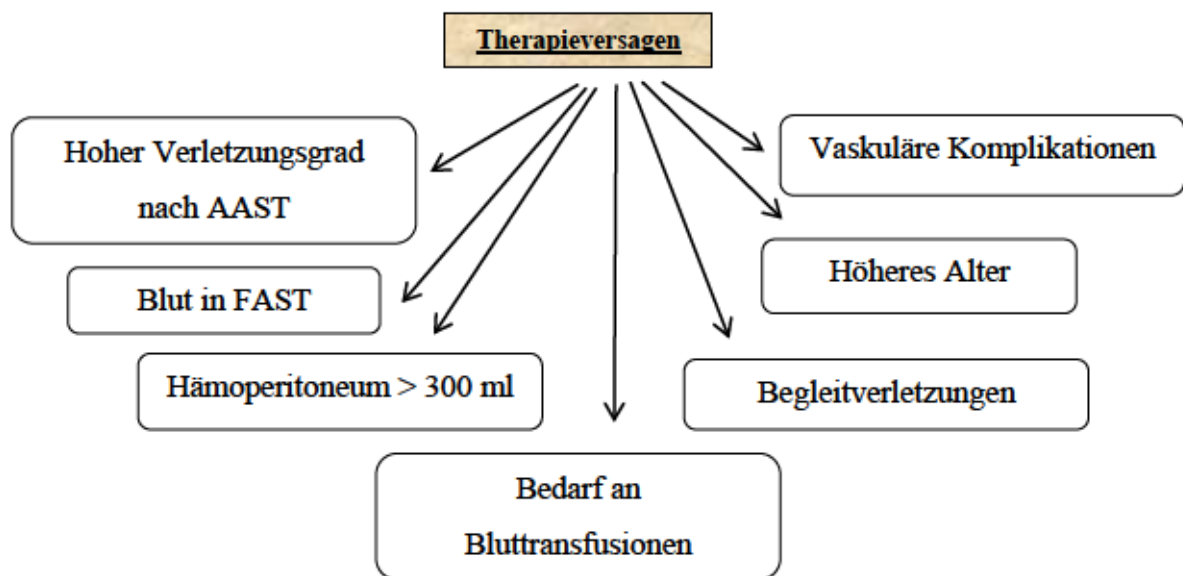 Therapieversagen
Hoher Verletzungsgrad
nach AAST
Vaskuläre Komplikationen
Blut in FAST
Höheres Alter
Hämoperitoneum > 300 ml
Begleitverletzungen
Bedarf an
Bluttransfusionen